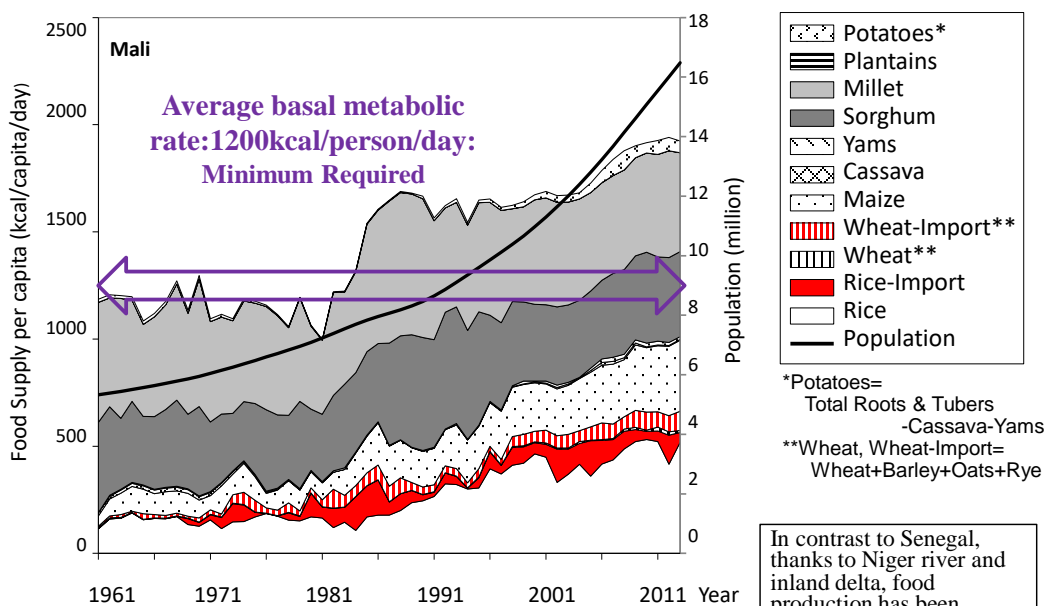 2500
2000
1500
1000
500
0
Food Supply per capita (kcal/capita/day)
Mali
Average basal metabolic
rate:1200kcal/person/day:
Minimum Required
18
16
14
12
10
8
6
4
2
0
Population (million)
1961 1971 1981 1991 2001 2011 Year
Potatoes*
Plantains
Millet
Sorghum
Yams
Cassava
Maize
Wheat-Import**
Wheat**
Rice-Import
Rice
Population
*Potatoes=
Total Roots & Tubers
-Cassava-Yams
**Wheat, Wheat-Import=
Wheat+Barley+Oats+Rye
In contrast to Senegal,
thanks to Niger river and
inland delta, food
production has been